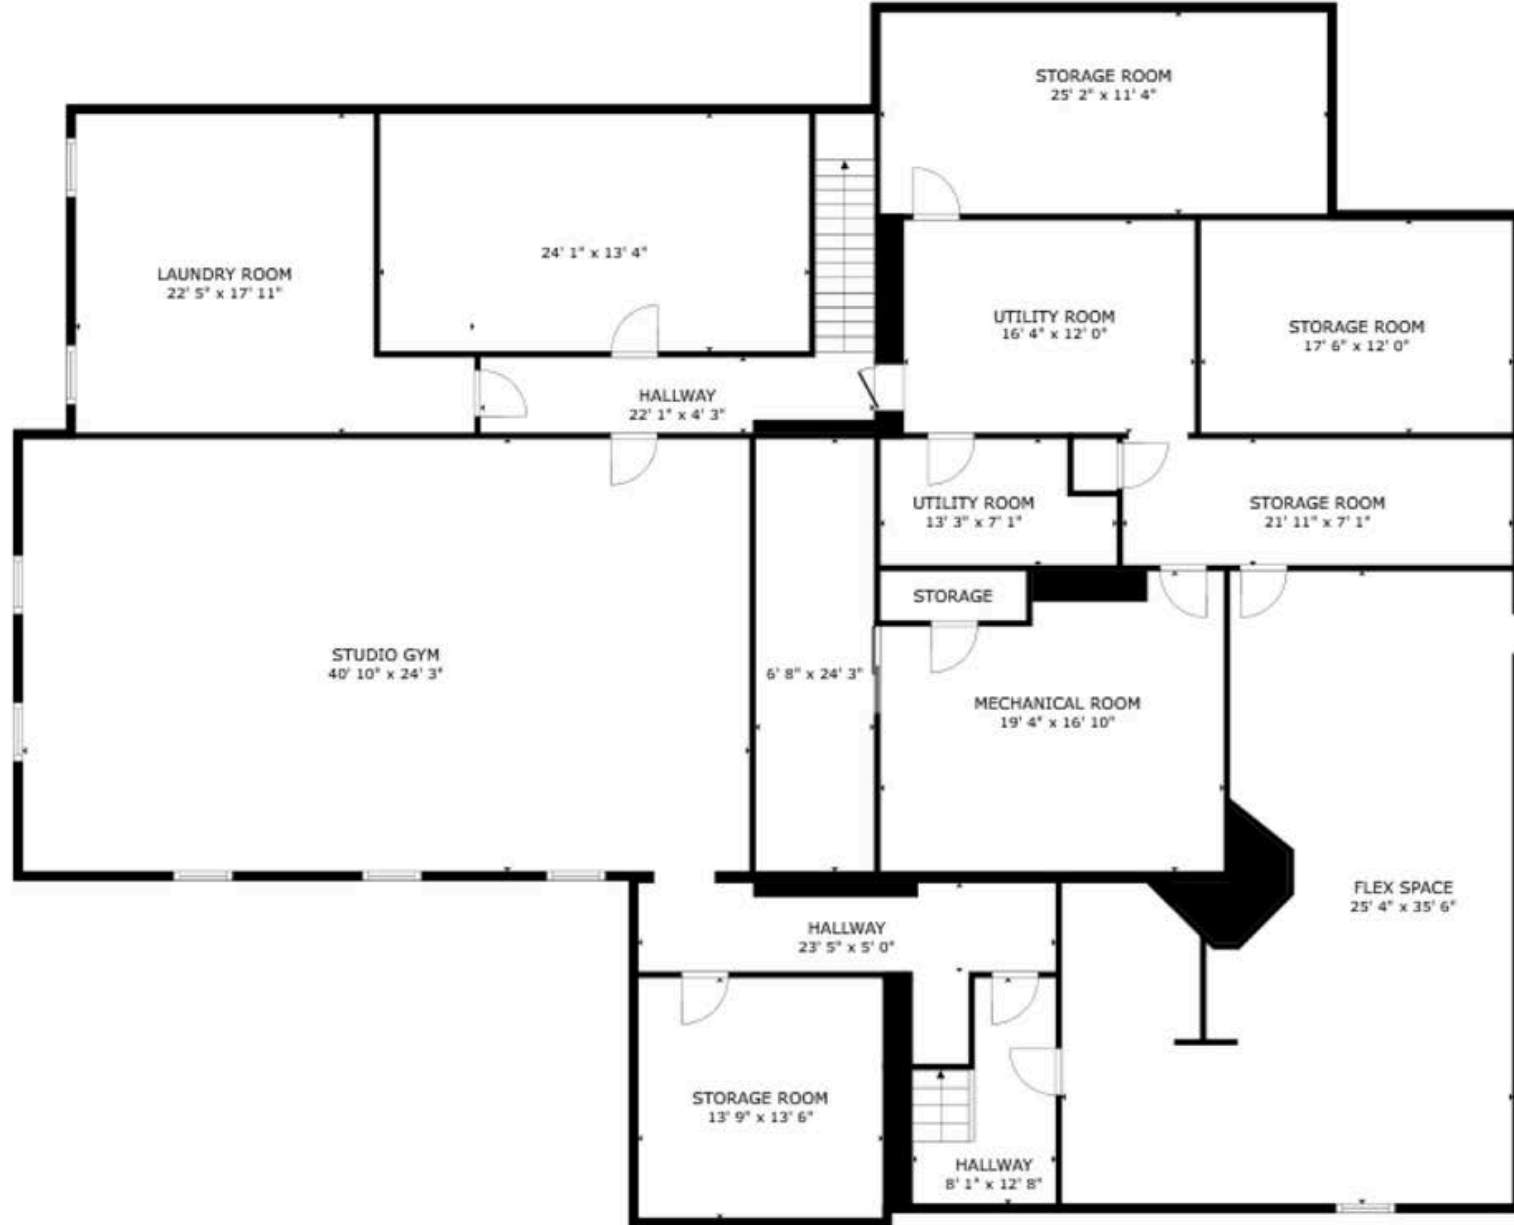 STORAGE ROOM
25' 2" x 11' 4"
24' 1" x 13' 4"
LAUNDRY ROOM
22' 5" x 17' 11"
UTILITY ROOM
16' 4" x 12' 0"
STORAGE ROOM
17' 6" x 12' 0"
HALLWAY
22' 1" x 4' 3"
UTILITY ROOM
13' 3" x 7' 1"
STORAGE ROOM
21' 11" x 7' 1"
STORAGE
STUDIO GYM
40' 10" x 24' 3"
6' 8" x 24' 3"
MECHANICAL ROOM
19' 4" x 16' 10"
FLEX SPACE
25' 4" x 35' 6"
HALLWAY
23' 5" x 5' 0"
STORAGE ROOM
13' 9" x 13' 6"
HALLWAY
8' 1" x 12' 8"